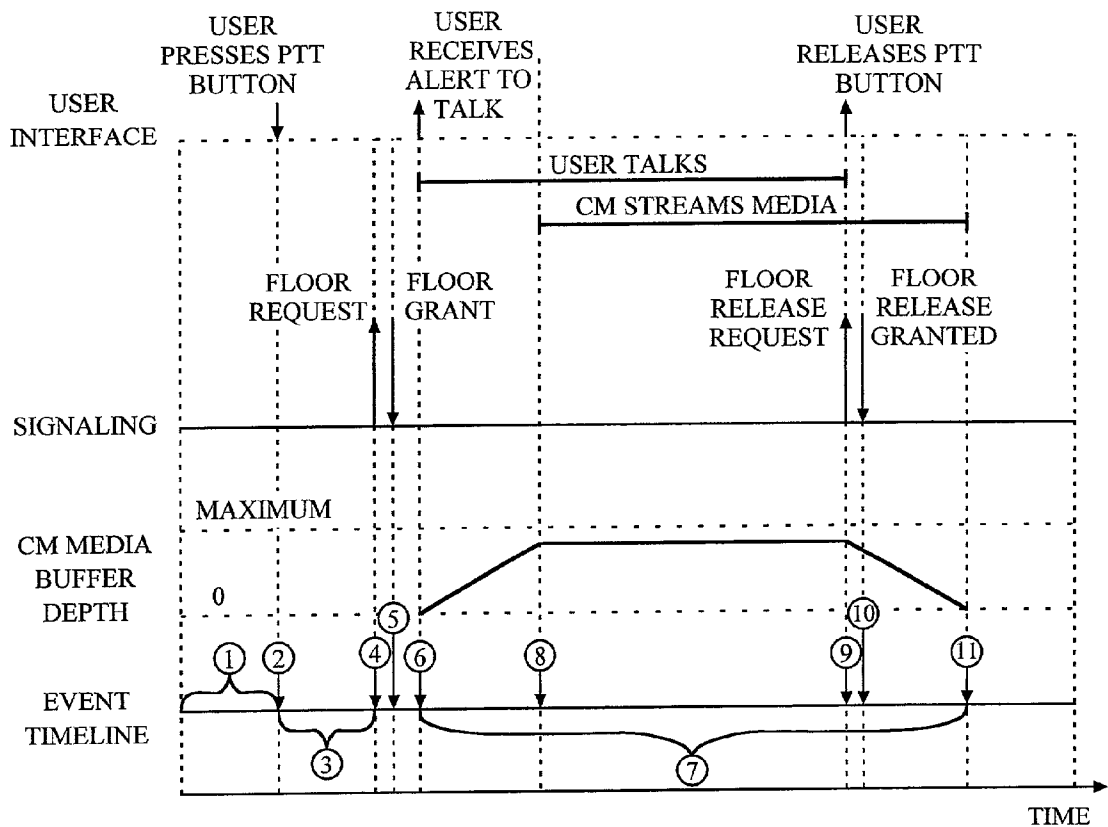 USER
PRESSES PTT
BUTTON
USER
RECEIVES
ALERT TO
TALK
USER
RELEASES PTT
BUTTON
USER
INTERFACE
USER TALKS
CM STREAMS MEDIA
FLOOR
REQUEST
FLOOR
GRANT
FLOOR
RELEASE
REQUEST
FLOOR
RELEASE
GRANTED
SIGNALING
MAXIMUM
CM MEDIA
BUFFER
DEPTH
0
1
2
3
4
5
6
7
8
9
10
11
EVENT
TIMELINE
TIME